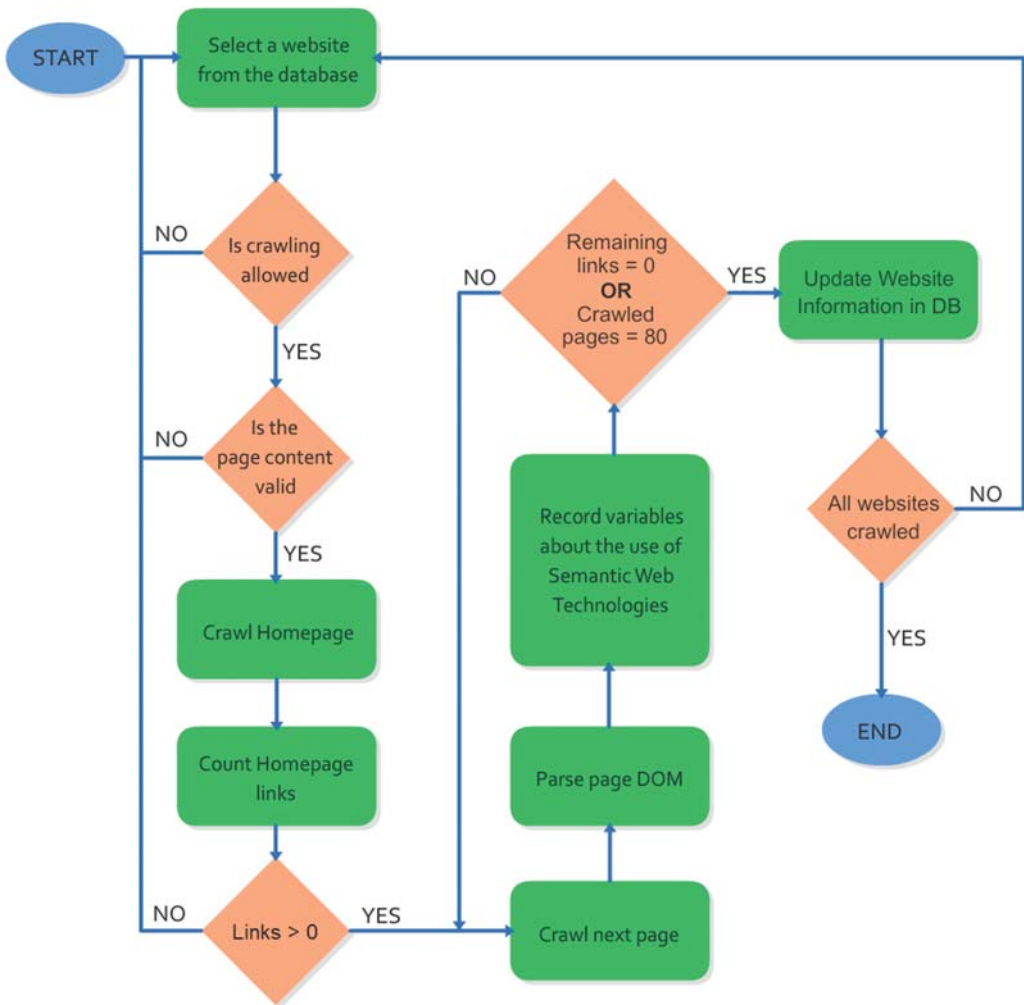 START
Select a website
from the database
NO
Is crawling
allowed
YES
NO
Is the
page content
valid
YES
Crawl Homepage
Count Homepage
links
NO
Links > 0
YES
Crawl next page
Parse page DOM
Record variables
about the use of
Semantic Web
Technologies
NO
Remaining
links = 0
OR
Crawled
pages = 80
YES
Update Website
Information in DB
All websites
crawled
NO
YES
END